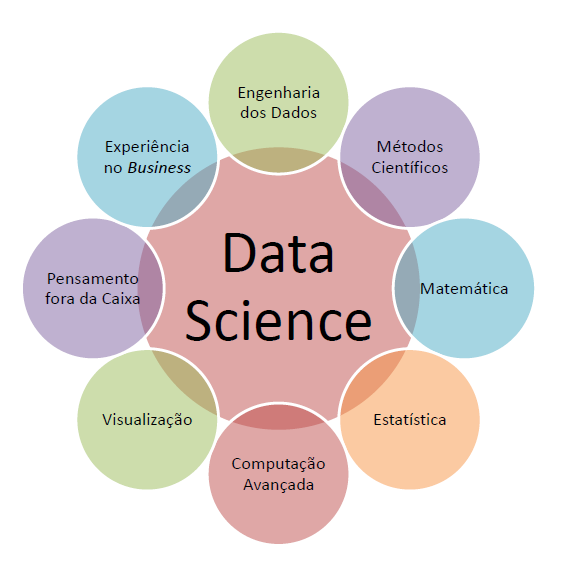 Engenharia
dos Dados
Métodos
Científicos
Matemática
Estatística
Computação
Avançada
Visualização
Pensamento
fora da Caixa
Experiência
no Business
Data
Science